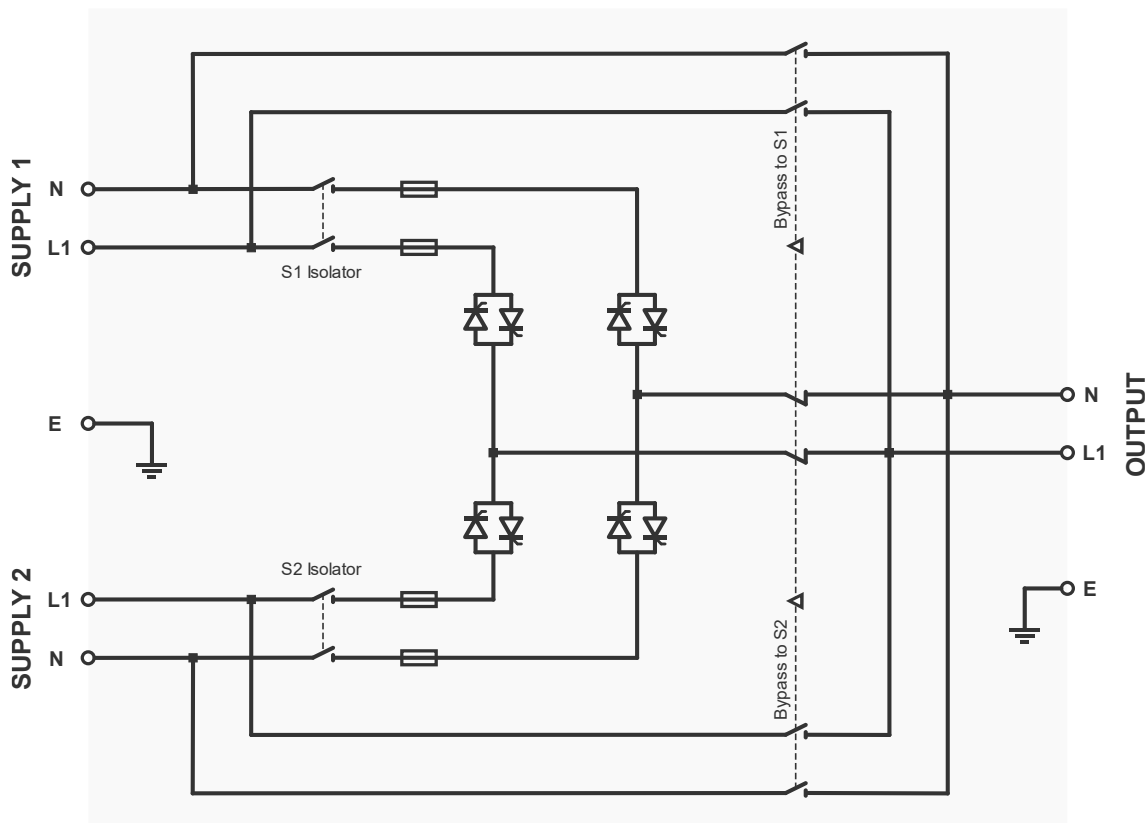 SUPPLY 1
N
L1
S1 Isolator
Bypass to S1
E
N
L1
OUTPUT
E
SUPPLY 2
L1
N
S2 Isolator
Bypass to S2